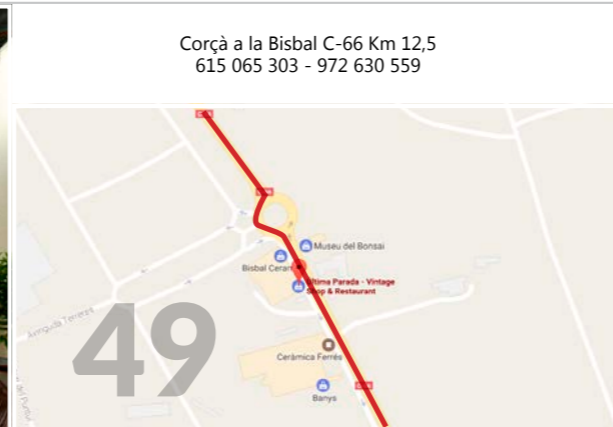 Corçà a la Bisbal C-66 Km 12,5
615 065 303 - 972 630 559
Museu del Bonsai
Bisbal Ceram
Última Parada - Vintage
Shop & Restaurant
Avinguda Terreres
49
Ceràmica Ferrés
Banys